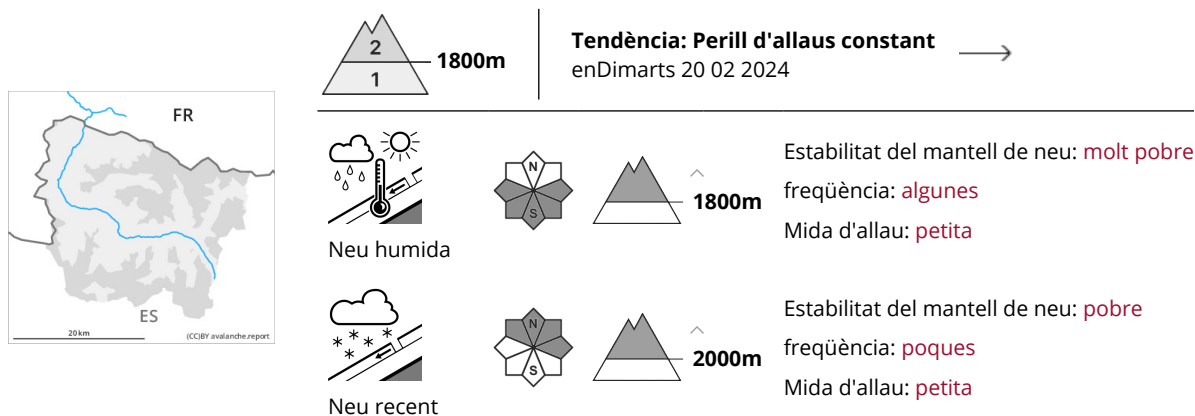 2
1
1800m
Tendència: Perill d'allaus constant
enDimarts 20 02 2024
FR
ES
20 km
(CC)BY avalanche.report
N
S
1800m
Neu humida
Estabilitat del mantell de neu: molt pobre
freqüència: algunes
Mida d'allau: petita
N
S
2000m
Neu recent
Estabilitat del mantell de neu: pobre
freqüència: poques
Mida d'allau: petita